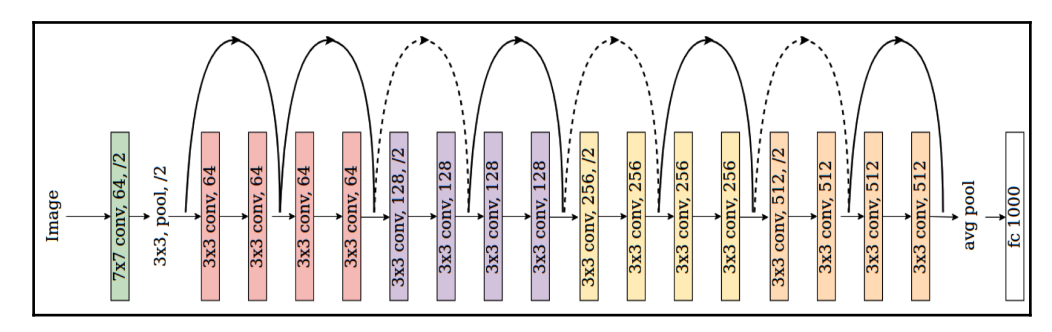 Image
7x7 conv, 64, /2
3x3, pool, /2
3x3 conv, 64
3x3 conv, 64
3x3 conv, 64
3x3 conv, 64
3x3 conv, 128, /2
3x3 conv, 128
3x3 conv, 128
3x3 conv, 128
3x3 conv, 256, /2
3x3 conv, 256
3x3 conv, 256
3x3 conv, 256
3x3 conv, 512, /2
3x3 conv, 512
3x3 conv, 512
3x3 conv, 512
avg pool
fc 1000